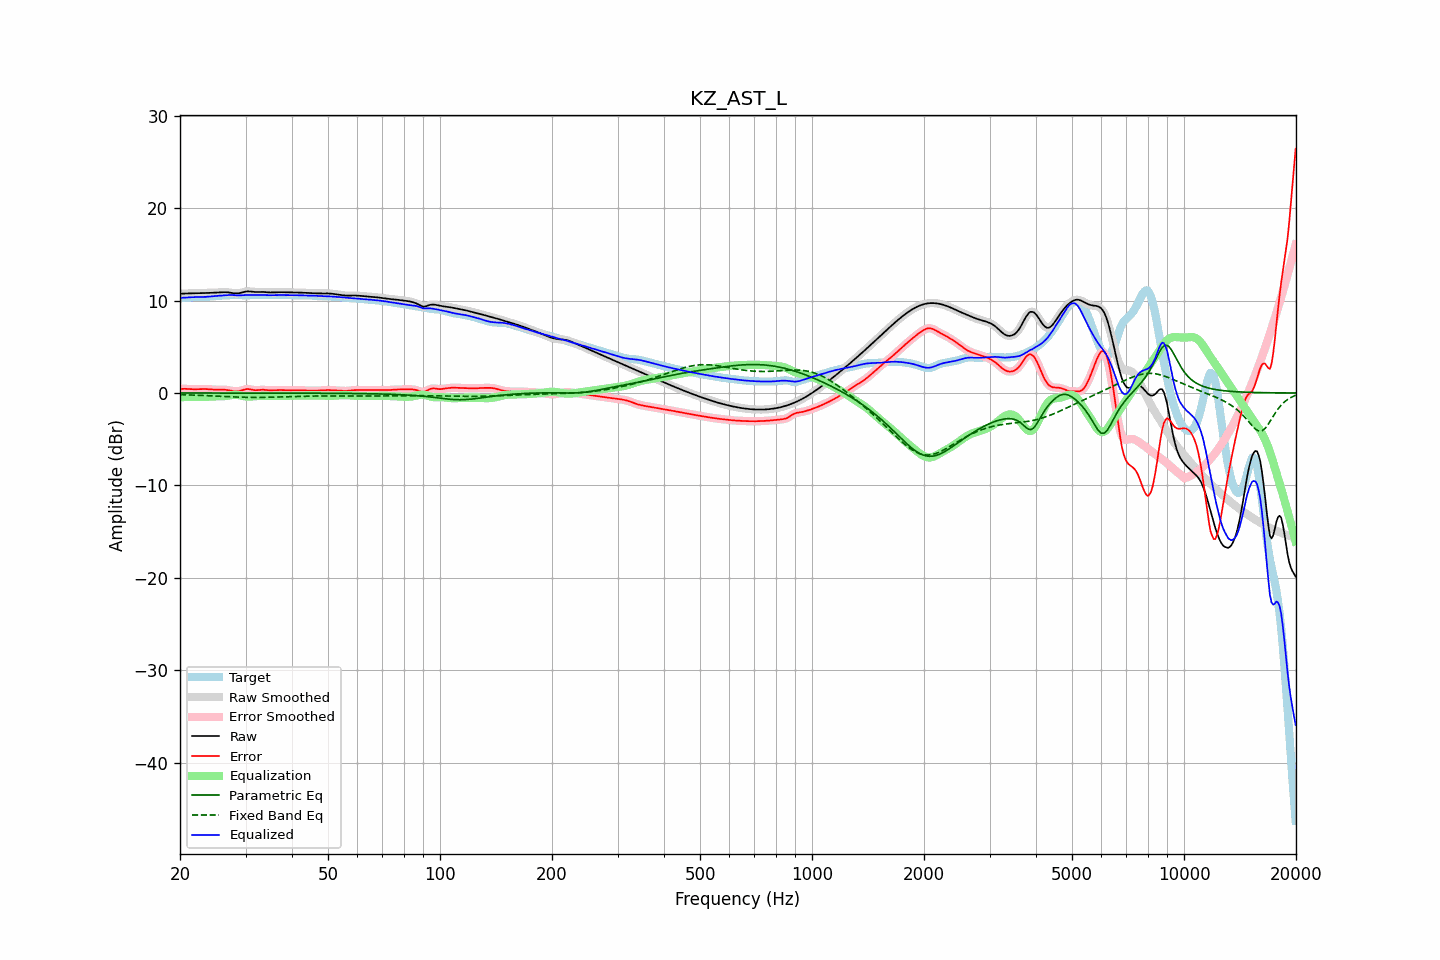 KZ_AST_L
30
20
10
0
−10
−20
−30
−40
Amplitude (dBr)
Target
Raw Smoothed
Error Smoothed
Raw
Error
Equalization
Parametric Eq
Fixed Band Eq
Equalized
20 50 100 200 500 1000 2000 5000 10000 20000
Frequency (Hz)